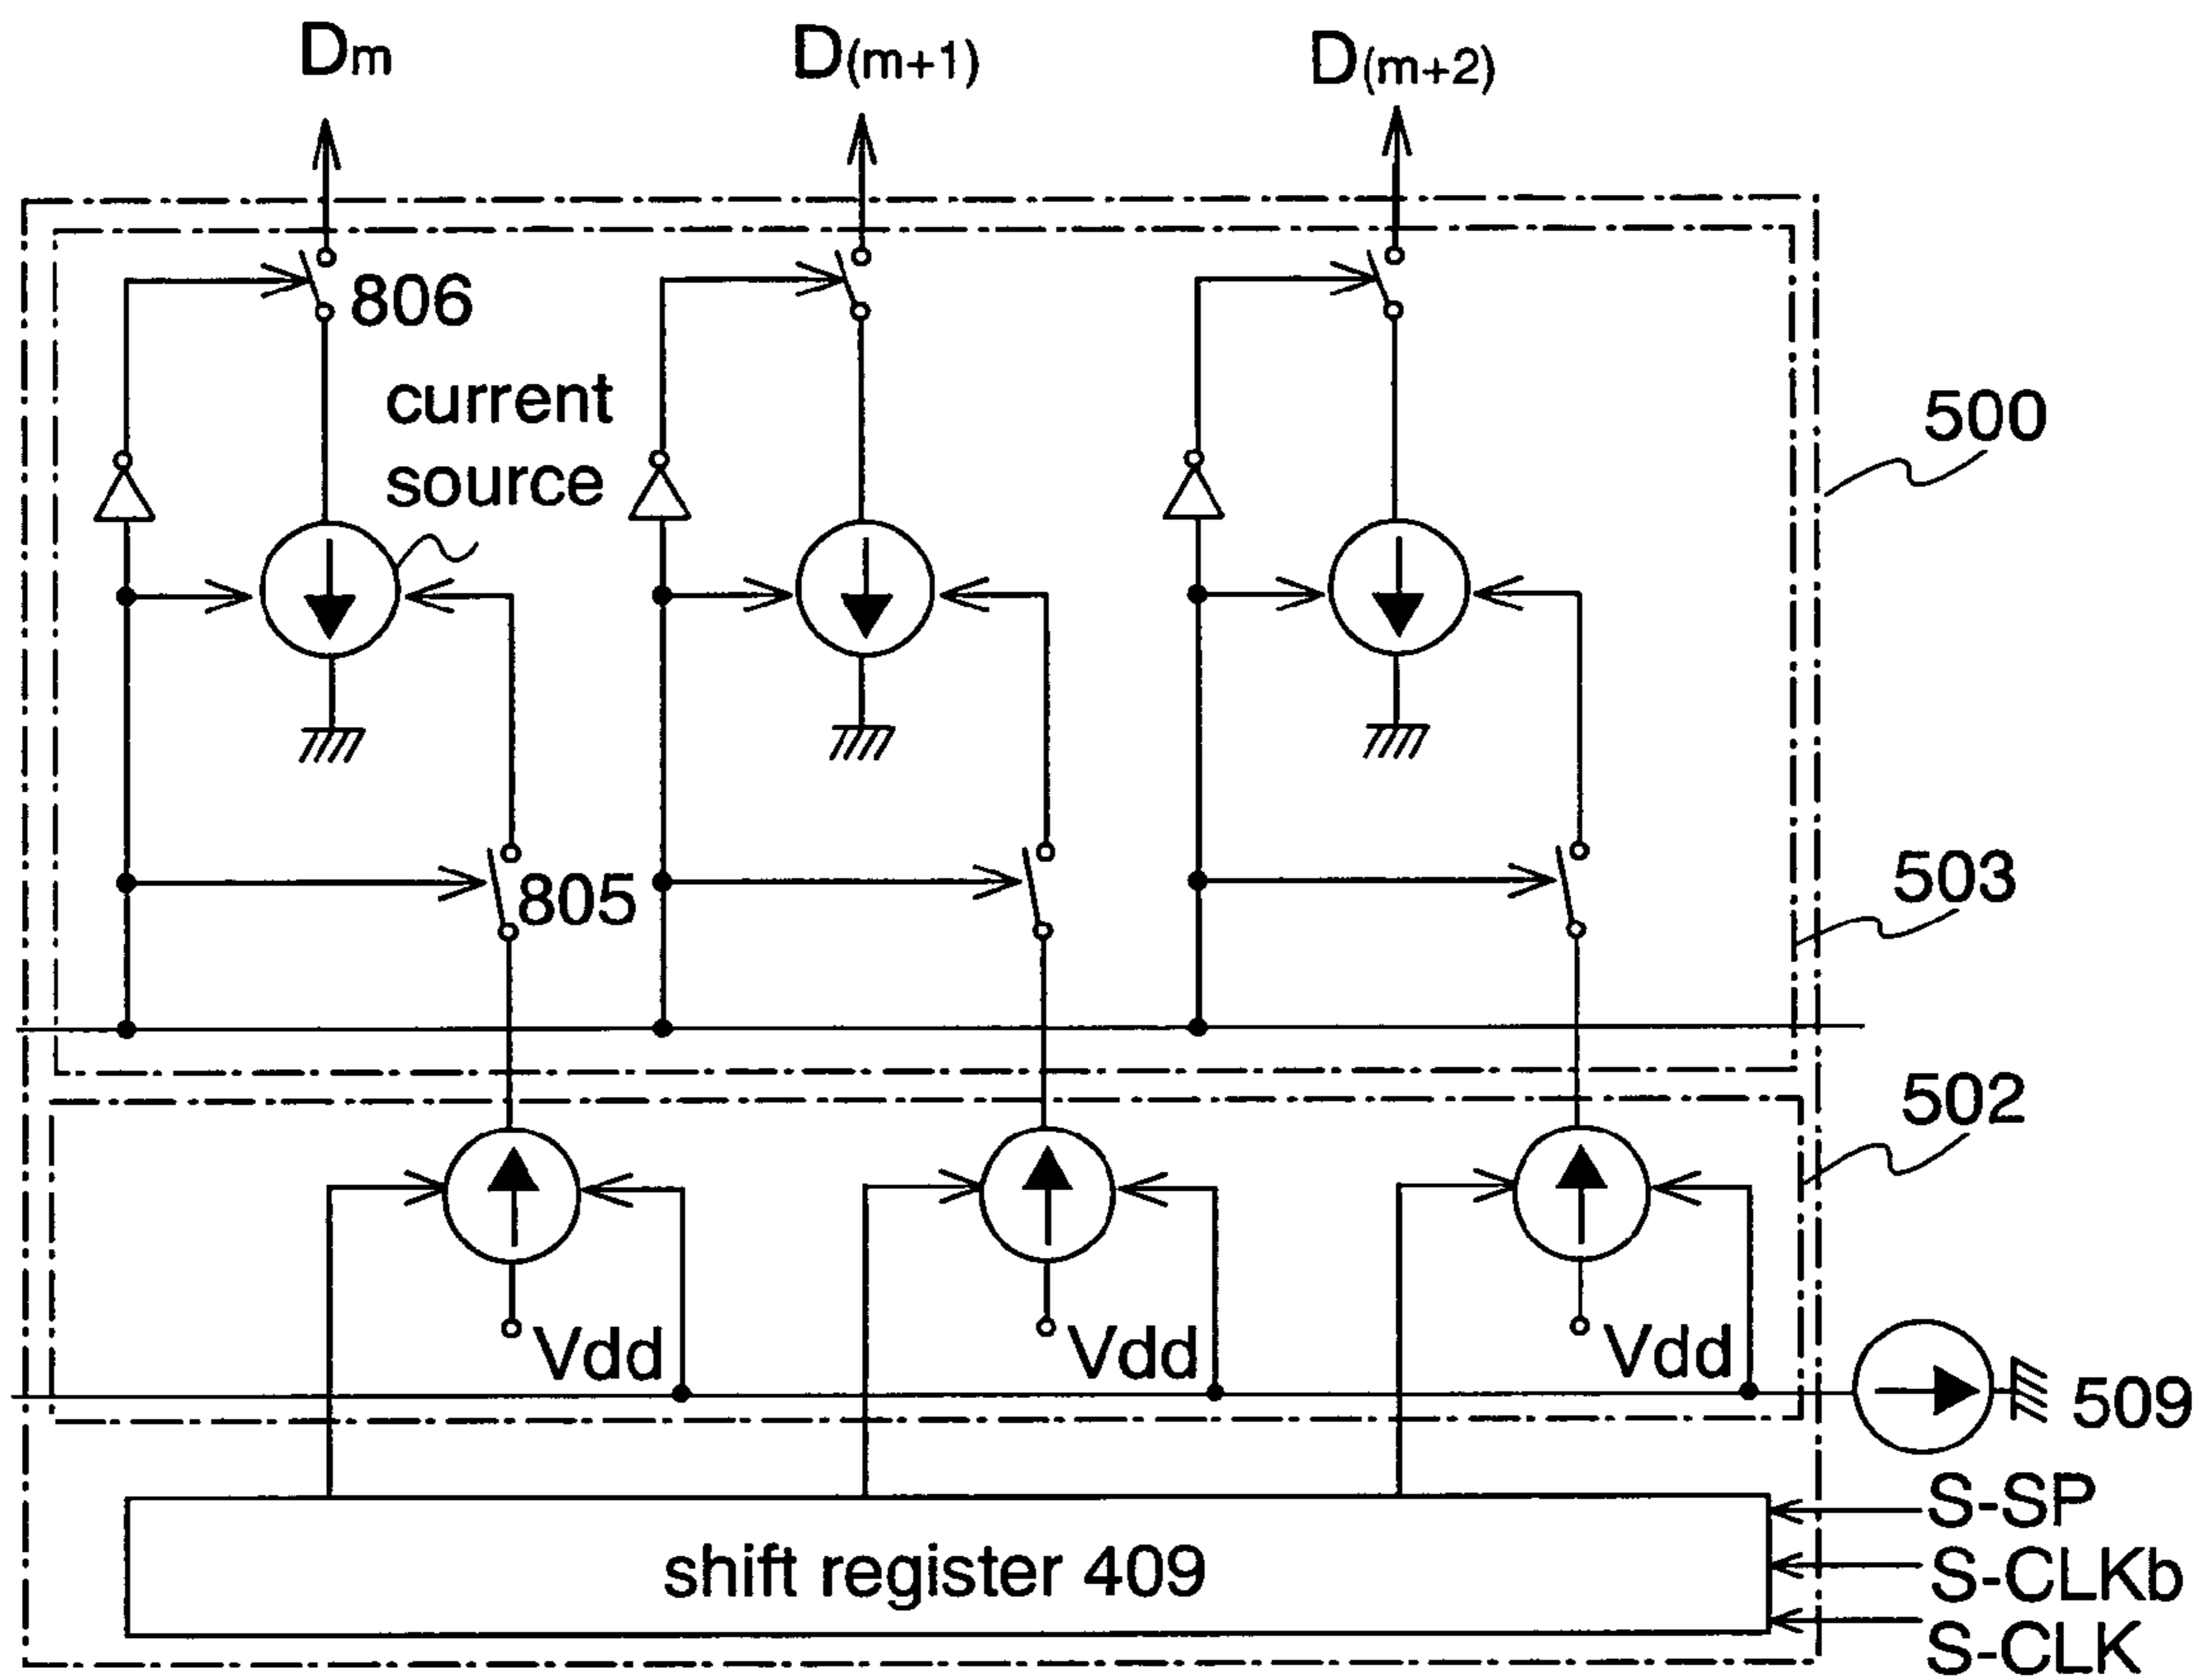 Dm
D(m+1)
D(m+2)
806
current
source
500
805
503
502
Vdd
Vdd
Vdd
509
shift register 409
S-SP
S-CLKb
S-CLK